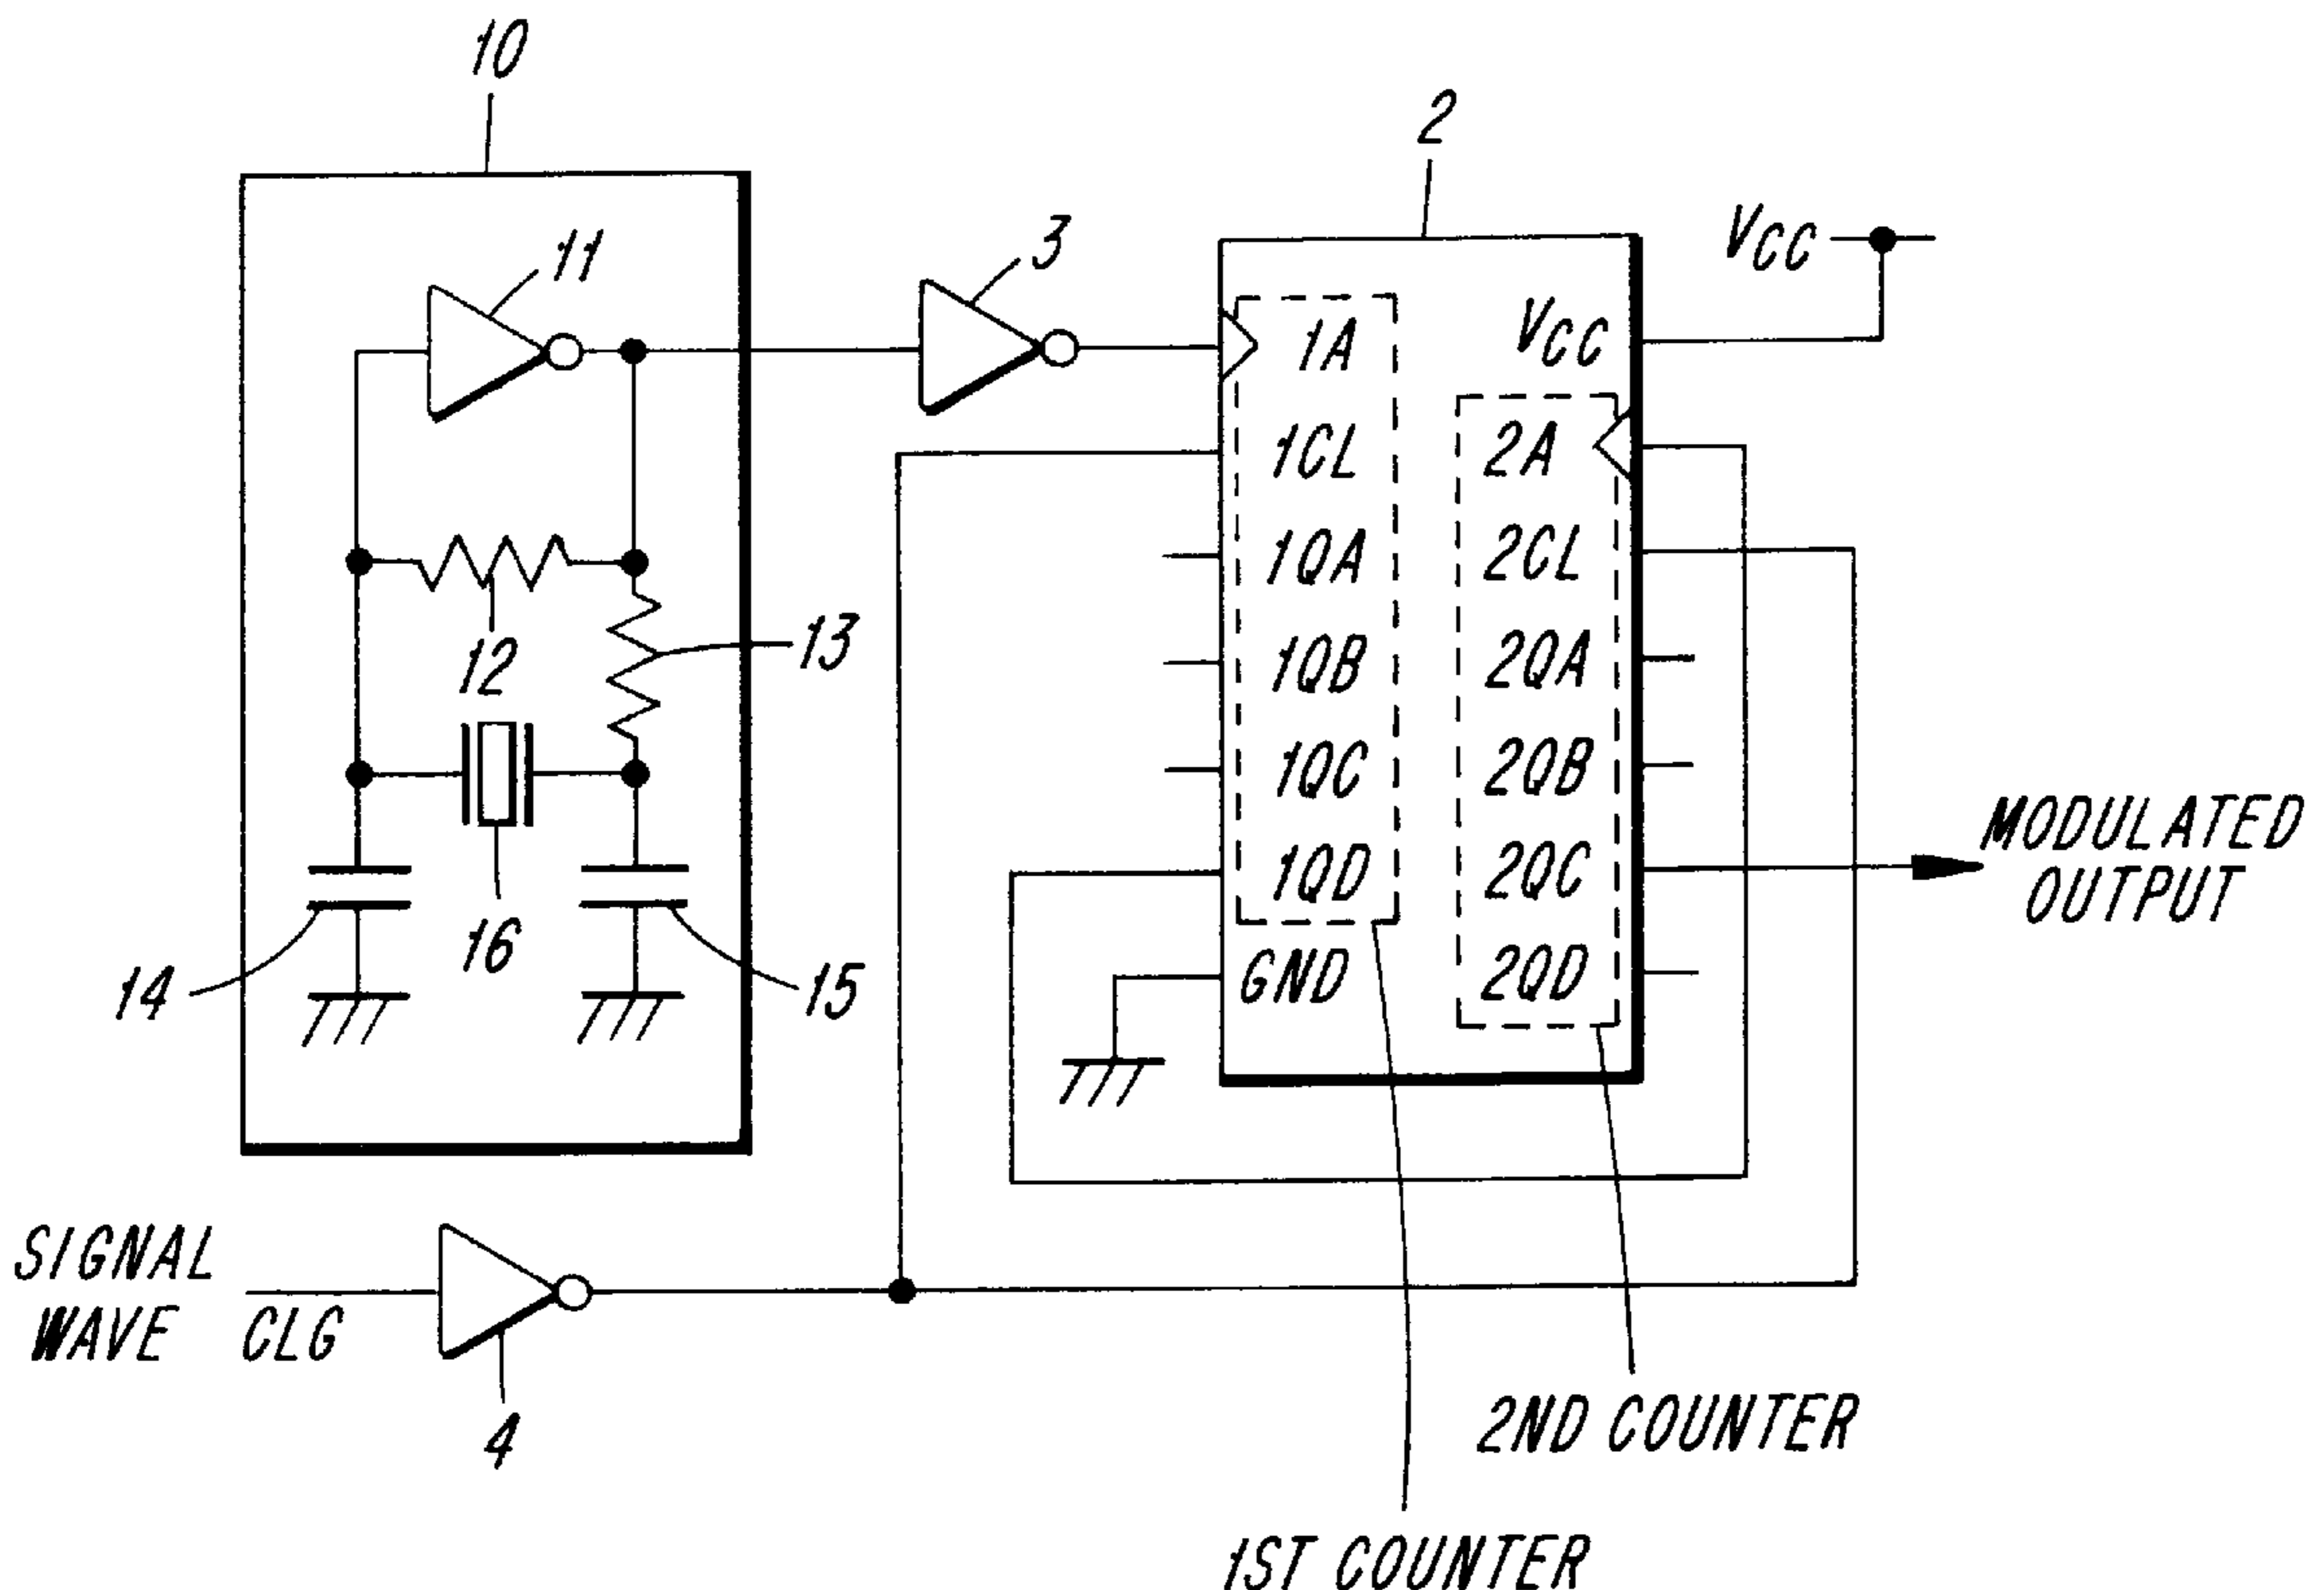 10
2
11
3
VCC
1A
VCC
1CL
2A
1QA
2CL
12
13
1QB
2QA
1QC
2QB
1QD
2QC
MODULATED
OUTPUT
14
16
15
GND
2QD
SIGNAL
WAVE
CLG
4
2ND COUNTER
1ST COUNTER